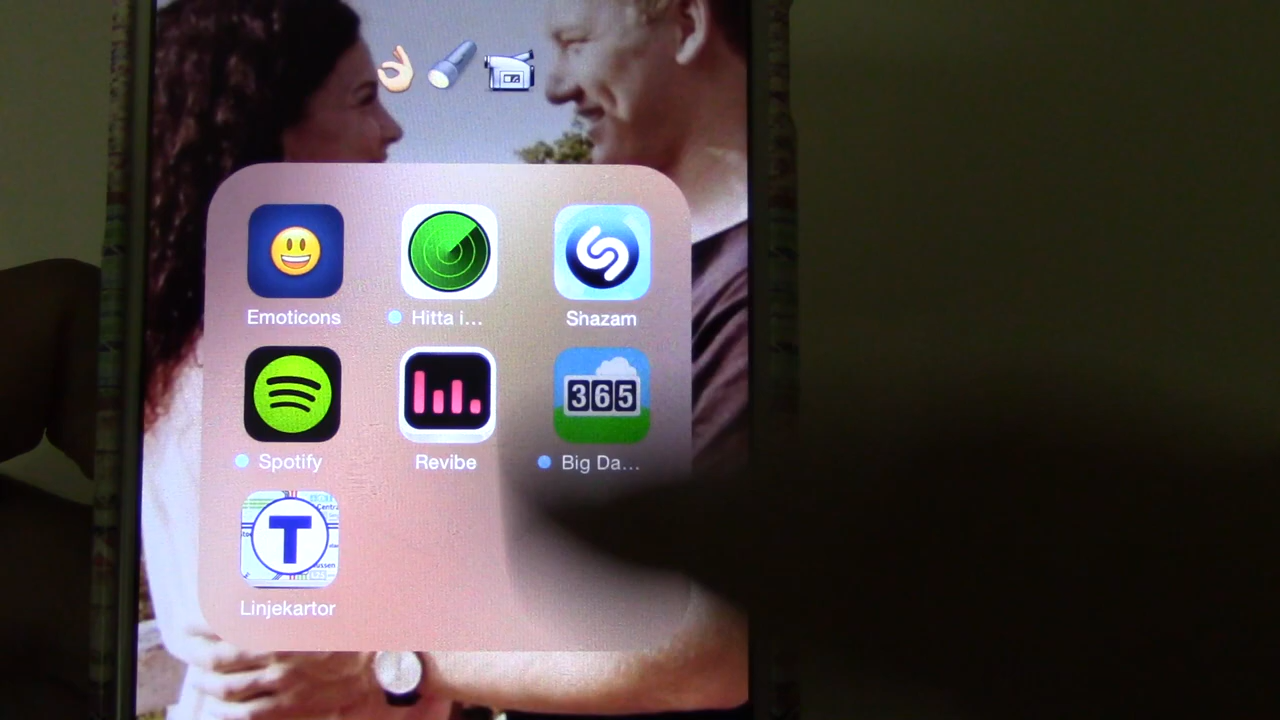 👌🔦📹
Emoticons
Hitta i...
Shazam
365
Spotify
Revibe
Big Da...
T
Linjekartor